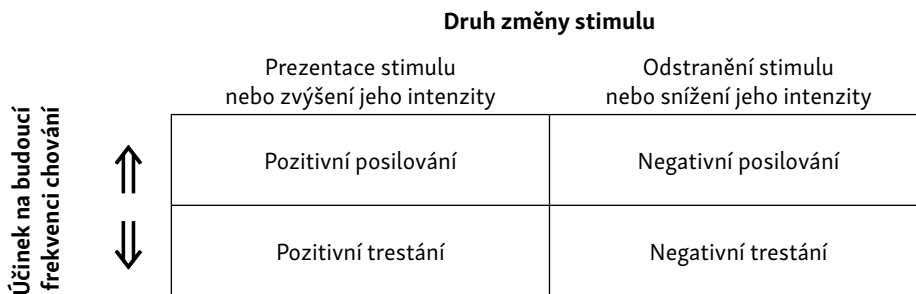 Druh změny stimulu
Prezentace stimulu
nebo zvýšení jeho intenzity
Odstranění stimulu
nebo snížení jeho intenzity
Účinek na budoucí
frekvenci chování
Pozitivní posilování
Negativní posilování
Pozitivní trestání
Negativní trestání